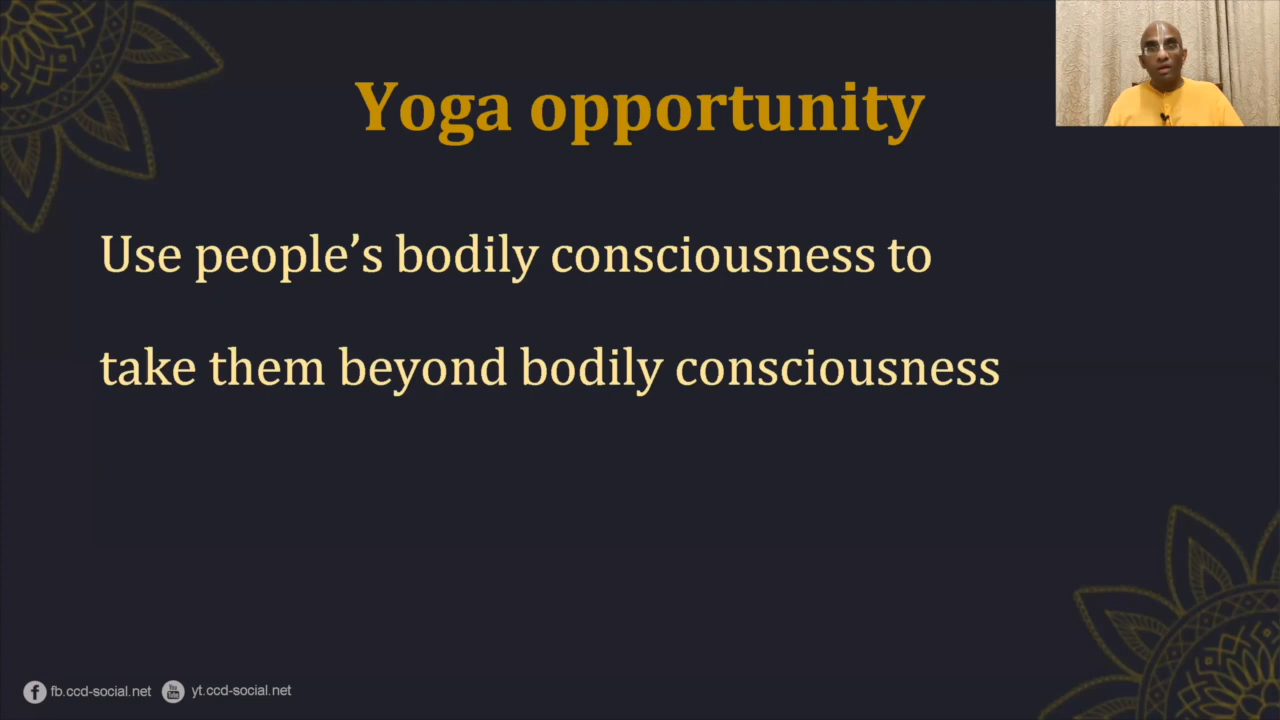 Yoga opportunity
Use people’s bodily consciousness to
take them beyond bodily consciousness
fb.ccd-social.net yt.ccd-social.net